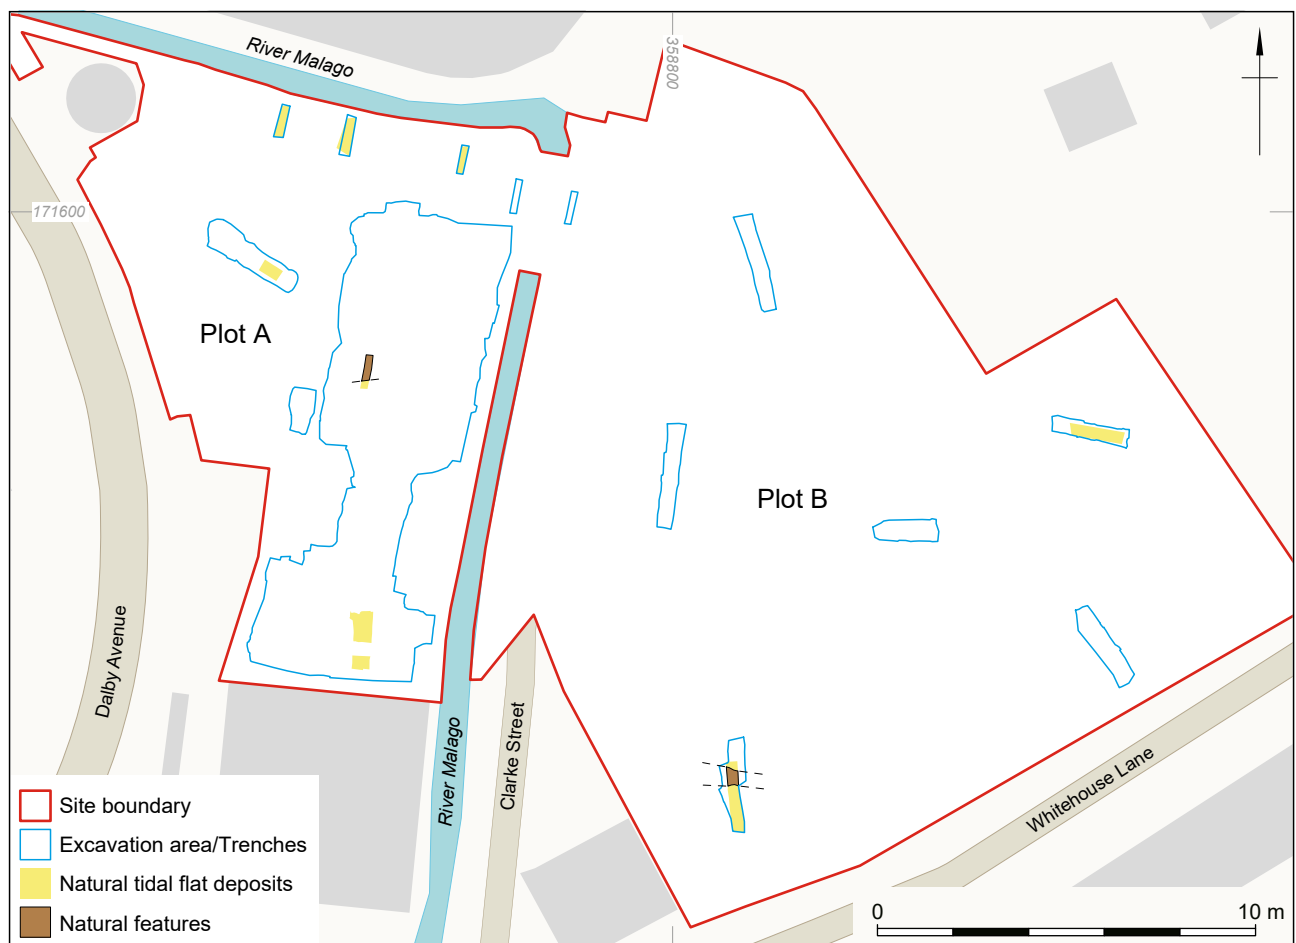 River Malago
358800
171600
Plot A
Plot B
Dalby Avenue
River Malago
Clarke Street
Whitehouse Lane
Site boundary
Excavation area/Trenches
Natural tidal flat deposits
Natural features
0 10 m